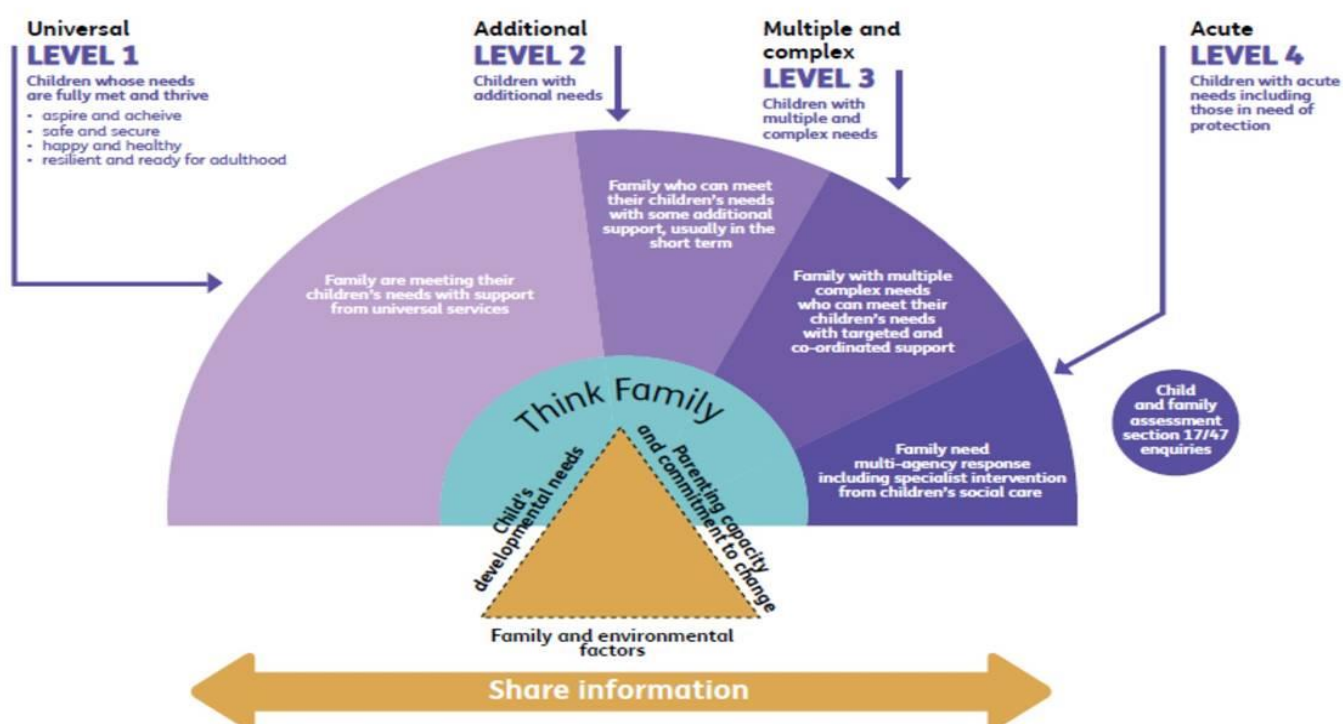 Universal
LEVEL 1
Children whose needs
are fully met and thrive
• aspire and acheive
• safe and secure
• happy and healthy
• resilient and ready for adulthood
Additional
LEVEL 2
Children with
additional needs
Multiple and
complex
LEVEL 3
Children with
multiple and
complex needs
Acute
LEVEL 4
Children with acute
needs including
those in need of
protection
Family are meeting their
children's needs with support
from universal services
Family who can meet
their children's needs
with some additional
support, usually in the
short term
Family with multiple
complex needs
who can meet their
children's needs
with targeted and
co-ordinated support
Family need
multi-agency response
including specialist intervention
from children's social care
Child
and family
assessment
section 17/47
enquiries
Think Family
Child's
developmental needs
Parenting capacity
and commitment to change
Family and environmental
factors
Share information